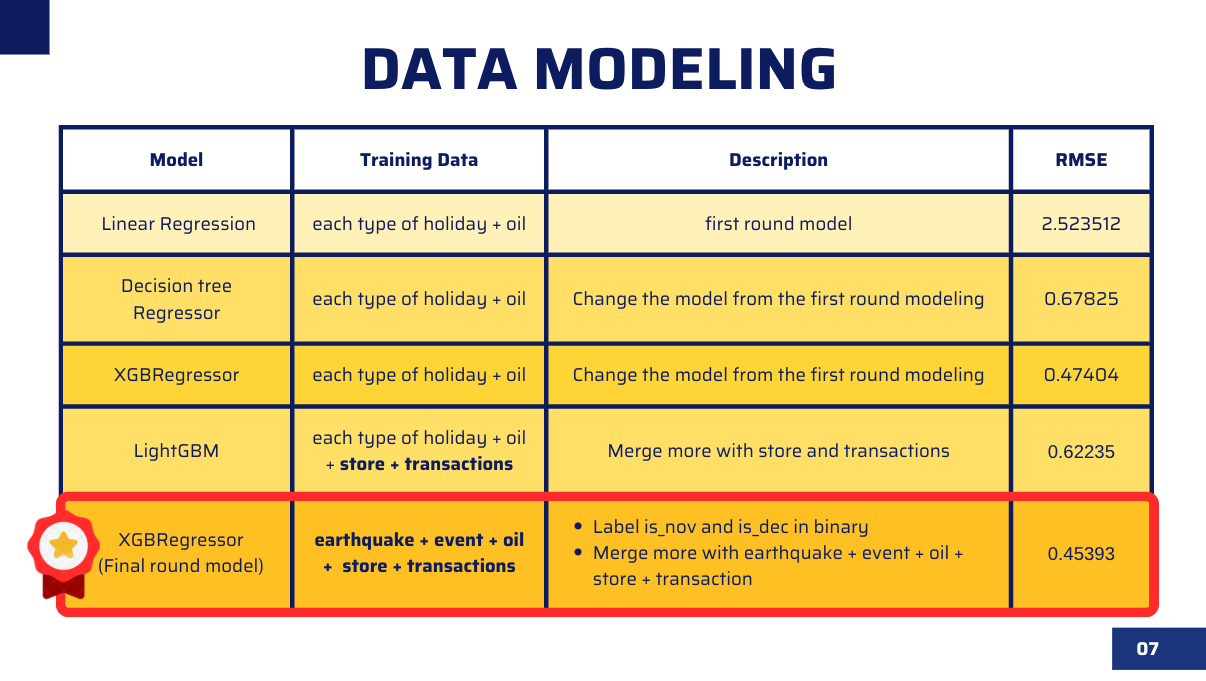 DATA MODELING
Model
Training Data
Description
RMSE
Linear Regression
each type of holiday + oil
first round model
2.523512
Decision tree
Regressor
each type of holiday + oil
Change the model from the first round modeling
0.67825
XGBRegressor
each type of holiday + oil
Change the model from the first round modeling
0.47404
LightGBM
each type of holiday + oil
+ store + transactions
Merge more with store and transactions
0.62235
XGBRegressor
(Final round model)
earthquake + event + oil
+ store + transactions
• Label is_nov and is_dec in binary
• Merge more with earthquake + event + oil +
store + transaction
0.45393
07